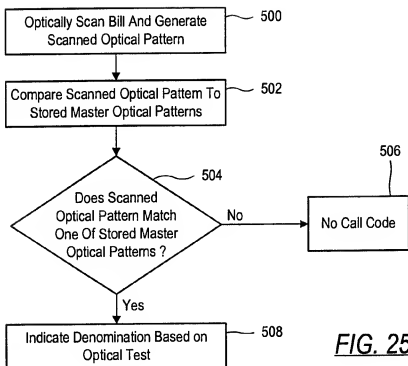 Optically Scan Bill And Generate
Scanned Optical Pattern
500
Compare Scanned Optical Pattern To
Stored Master Optical Patterns
502
504
Does Scanned
Optical Pattern Match
One Of Stored Master
Optical Patterns ?
No
506
No Call Code
Yes
Indicate Denomination Based on
Optical Test
508
FIG. 25